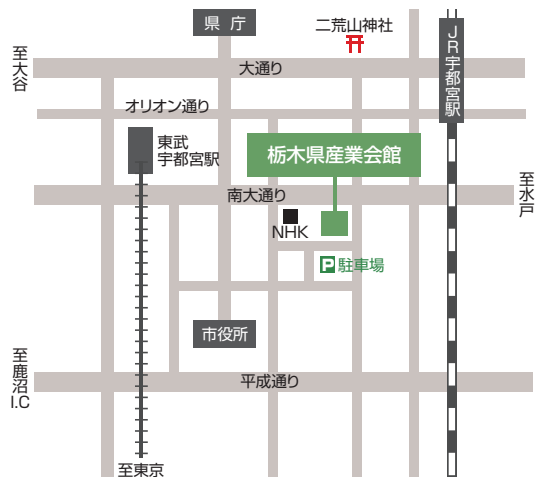 県 庁
二荒山神社
JR宇都宮駅
至大谷
大通り
オリオン通り
東武
宇都宮駅
栃木県産業会館
至水戸
南大通り
NHK
P 駐車場
市役所
至鹿沼
I.C
平成通り
至東京